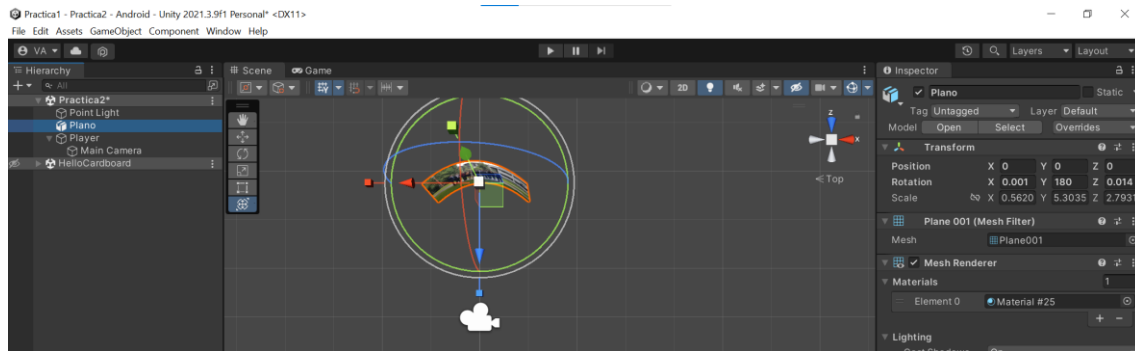 Practica1 - Practica2 - Android - Unity 2021.3.9f1 Personal* <DX11>
File Edit Assets GameObject Component Window Help
VA
Layers
Layout
Hierarchy
All
Practica2*
Point Light
Plano
Player
Main Camera
HelloCardboard
Scene
Game
2D
z
x
Top
Inspector
Plano
Static
Tag Untagged
Layer Default
Model Open Select Overrides
Transform
Position X 0 Y 0 Z 0
Rotation X 0.001 Y 180 Z 0.014
Scale X 0.5620 Y 5.3035 Z 2.7931
Plane 001 (Mesh Filter)
Mesh Plane001
Mesh Renderer
Materials 1
Element 0 Material #25
Lighting